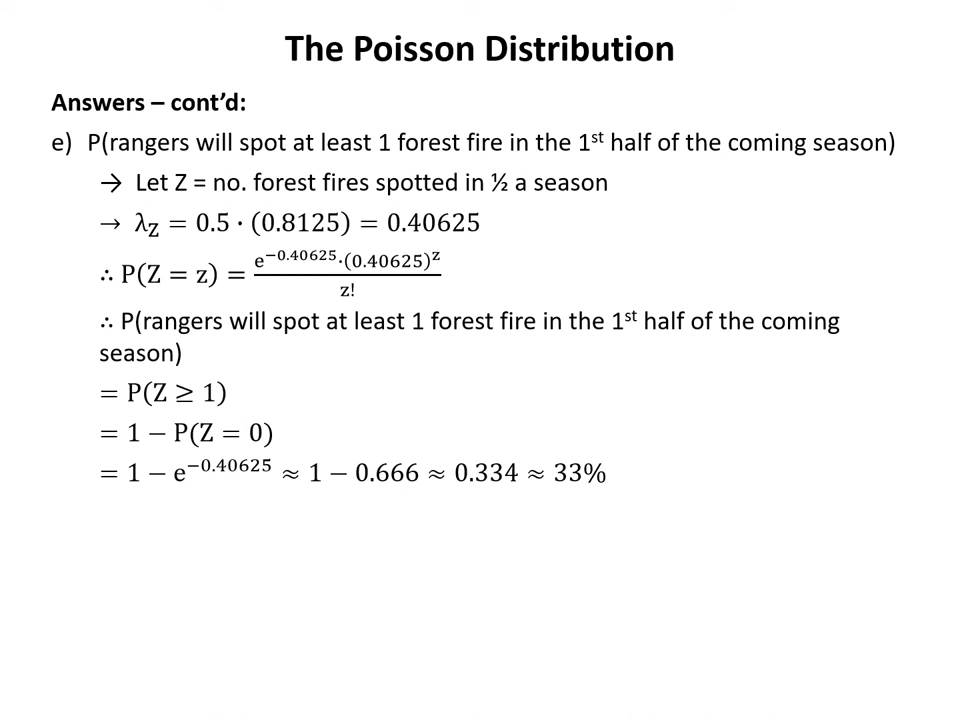 The Poisson Distribution
Answers – cont’d:
e) P(rangers will spot at least 1 forest fire in the 1st half of the coming season)
→ Let Z = no. forest fires spotted in ½ a season
→ λ_Z = 0.5 · (0.8125) = 0.40625
∴ P(Z = z) = e^−0.40625·(0.40625)^z / z!
∴ P(rangers will spot at least 1 forest fire in the 1st half of the coming
season)
= P(Z ≥ 1)
= 1 − P(Z = 0)
= 1 − e^−0.40625 ≈ 1 − 0.666 ≈ 0.334 ≈ 33%